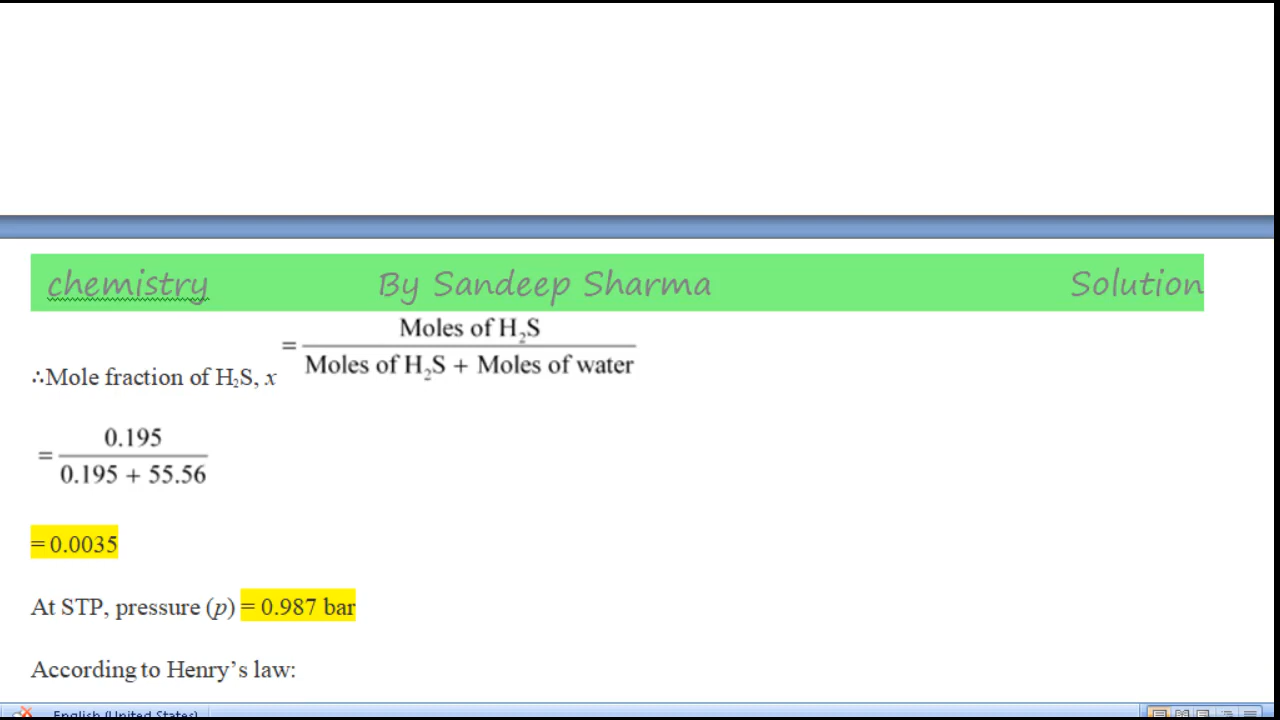 chemistry By Sandeep Sharma Solution
∴Mole fraction of H₂S, x = Moles of H₂S / Moles of H₂S + Moles of water
= 0.195 / 0.195 + 55.56
= 0.0035
At STP, pressure (p) = 0.987 bar
According to Henry’s law:
English (United States)